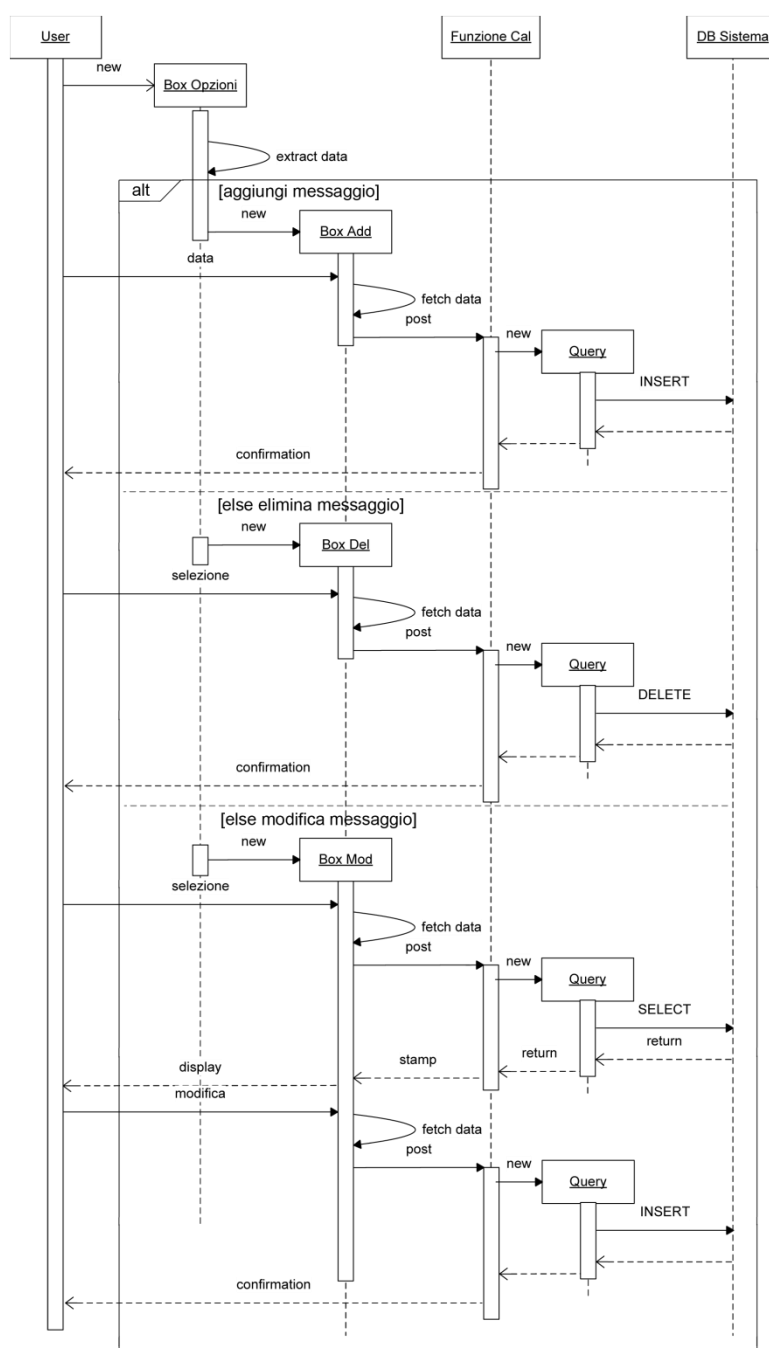 User
Funzione Cal
DB Sistema
new
Box Opzioni
extract data
alt
[aggiungi messaggio]
new
Box Add
data
fetch data
post
new
Query
INSERT
confirmation
[else elimina messaggio]
new
Box Del
selezione
fetch data
post
new
Query
DELETE
confirmation
[else modifica messaggio]
new
Box Mod
selezione
fetch data
post
new
Query
SELECT
return
return
stamp
display
modifica
fetch data
post
new
Query
INSERT
confirmation